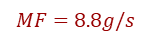 MF = 8.8g/s